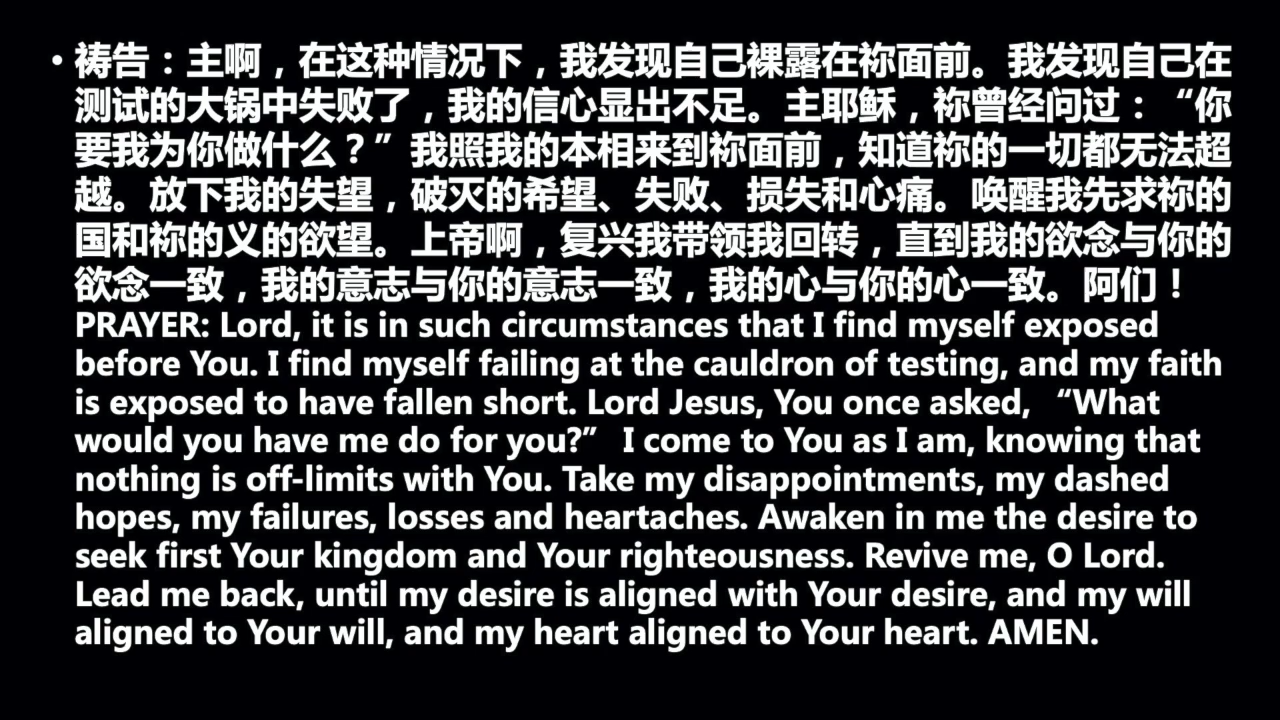 • 祷告：主啊，在这种情况下，我发现自己裸露在祢面前。我发现自己在
测试的大锅中失败了，我的信心显出不足。主耶稣，祢曾经问过：“你
要我为你做什么？”我照我的本相来到祢面前，知道祢的一切都无法超
越。放下我的失望，破灭的希望、失败、损失和心痛。唤醒我先求祢的
国和祢的义的欲望。上帝啊，复兴我带领我回转，直到我的欲念与你的
欲念一致，我的意志与你的意志一致，我的心与你的心一致。阿们！
PRAYER: Lord, it is in such circumstances that I find myself exposed
before You. I find myself failing at the cauldron of testing, and my faith
is exposed to have fallen short. Lord Jesus, You once asked, “What
would you have me do for you?” I come to You as I am, knowing that
nothing is off-limits with You. Take my disappointments, my dashed
hopes, my failures, losses and heartaches. Awaken in me the desire to
seek first Your kingdom and Your righteousness. Revive me, O Lord.
Lead me back, until my desire is aligned with Your desire, and my will
aligned to Your will, and my heart aligned to Your heart. AMEN.